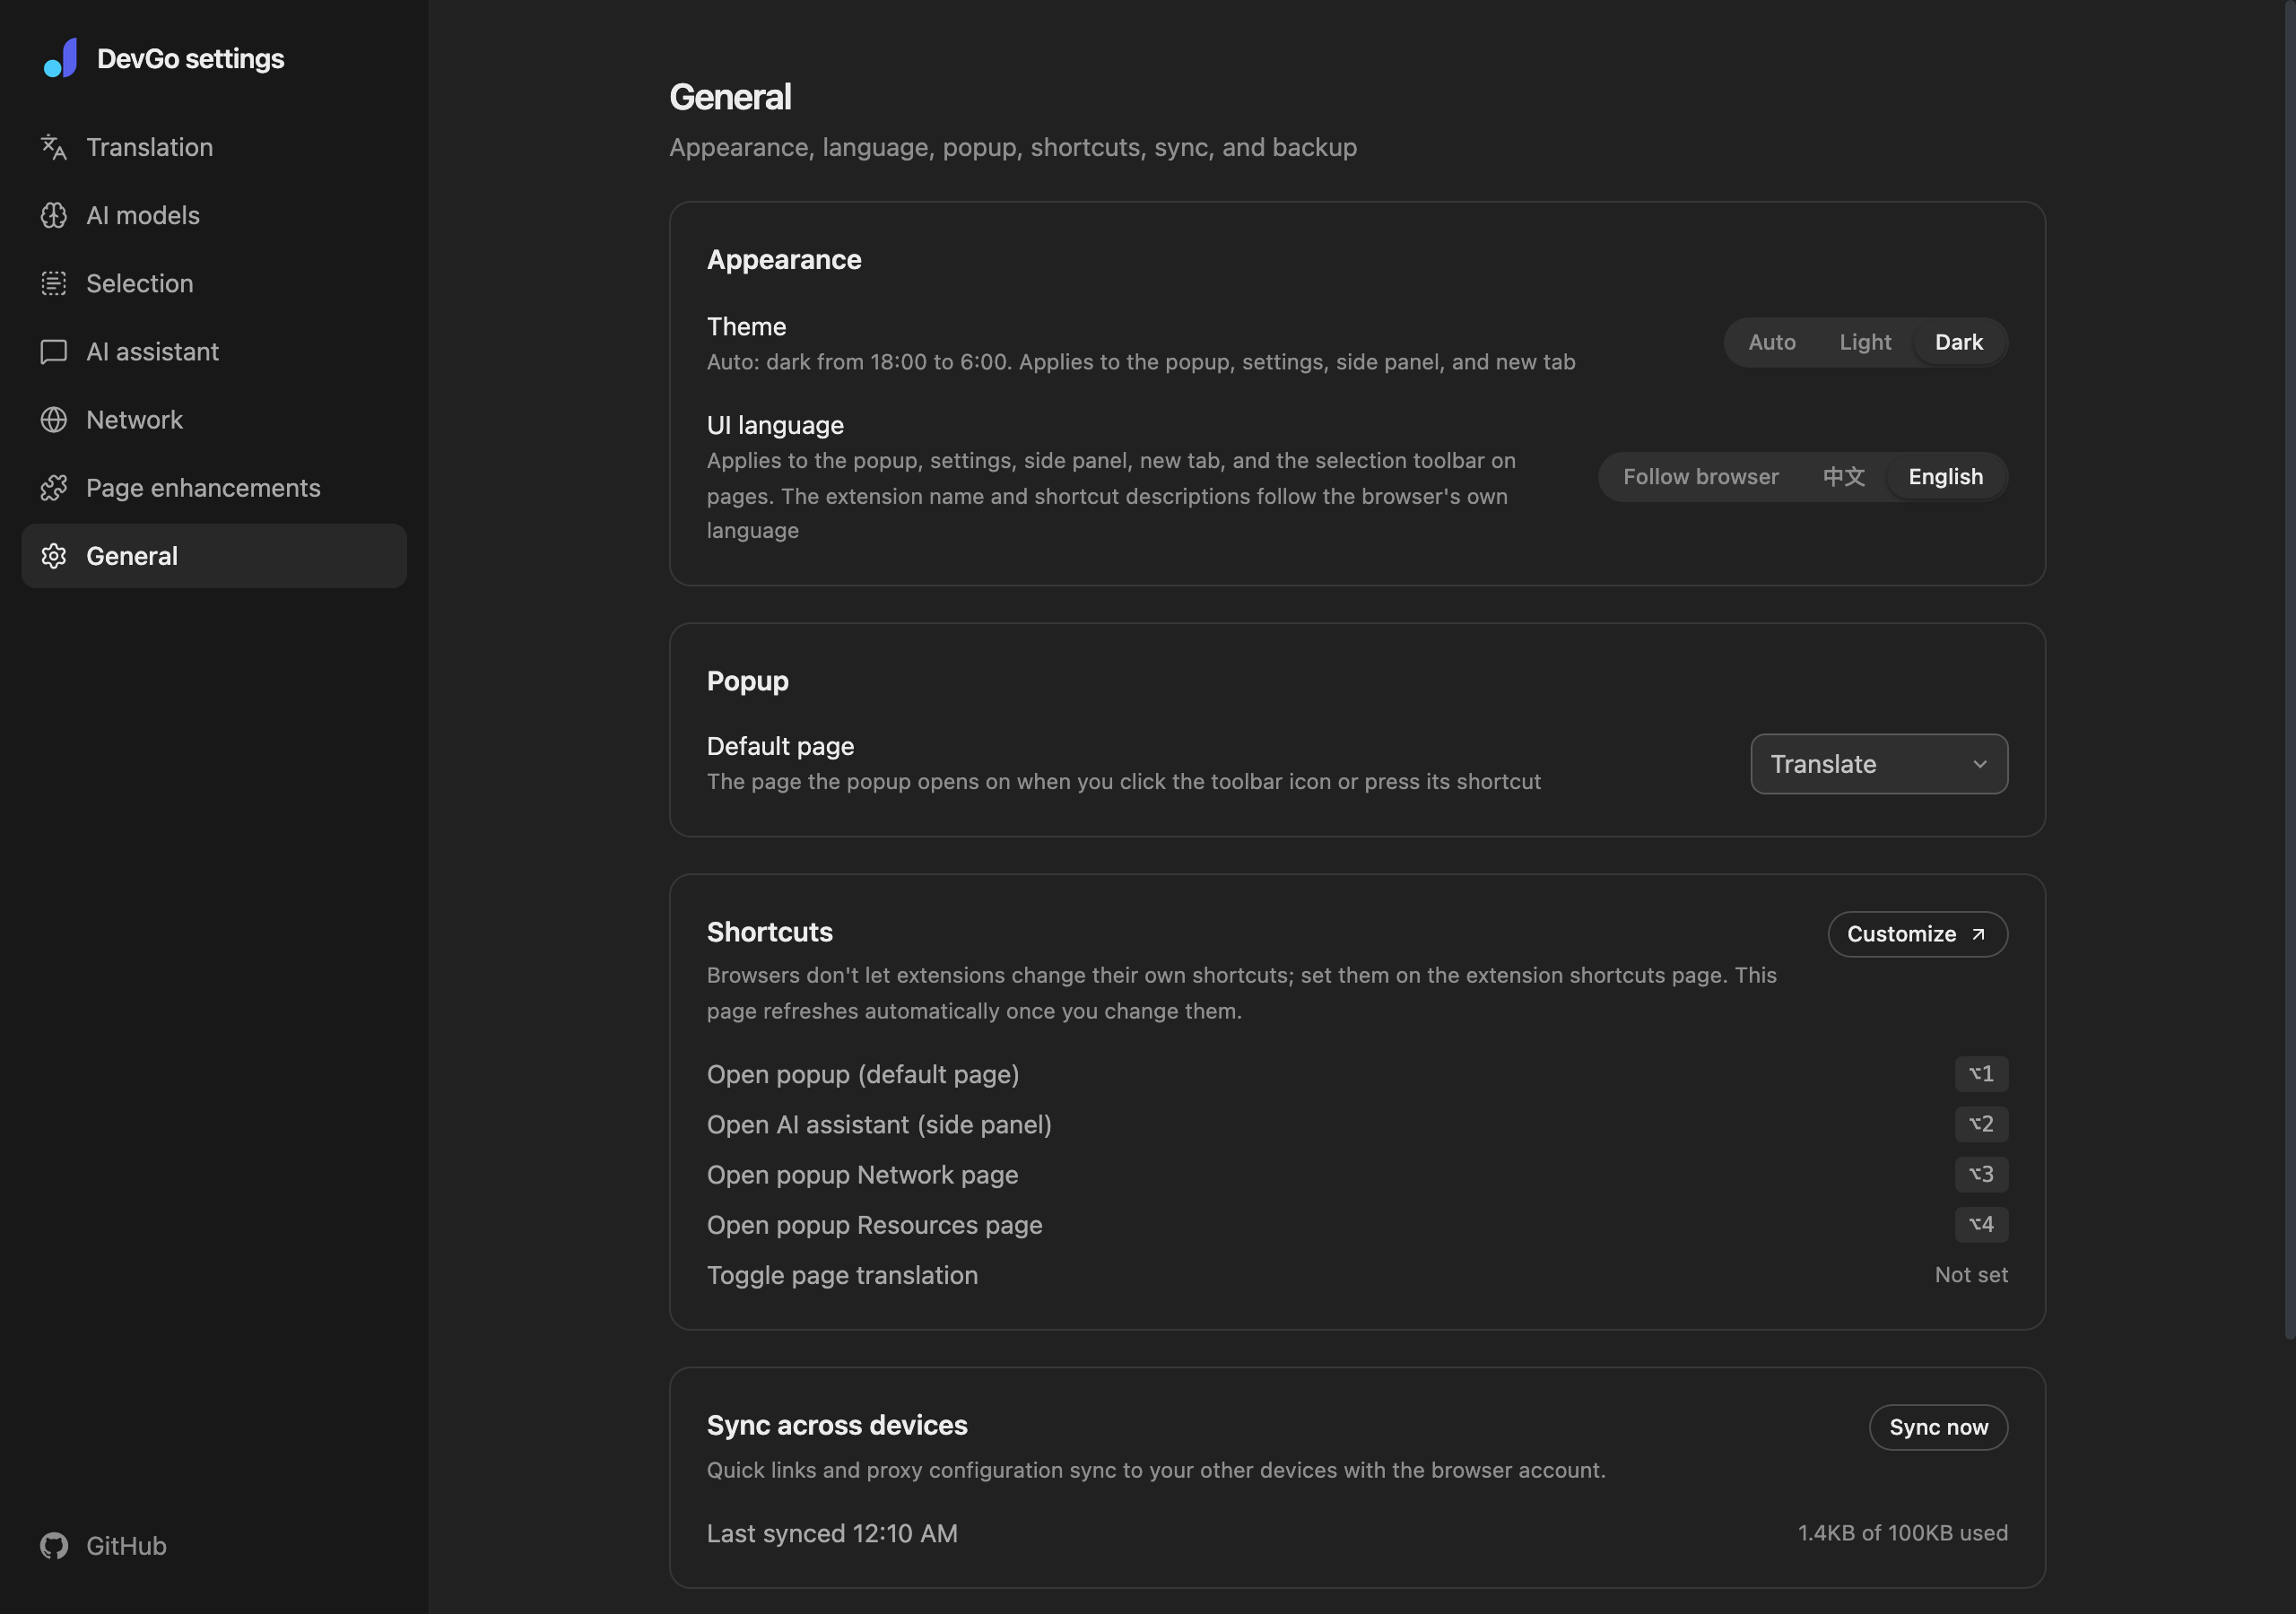 DevGo settings
Translation
AI models
Selection
AI assistant
Network
Page enhancements
General
GitHub
General
Appearance, language, popup, shortcuts, sync, and backup
Appearance
Theme
Auto: dark from 18:00 to 6:00. Applies to the popup, settings, side panel, and new tab
Auto Light Dark
UI language
Applies to the popup, settings, side panel, new tab, and the selection toolbar on
pages. The extension name and shortcut descriptions follow the browser's own
language
Follow browser 中文 English
Popup
Default page
The page the popup opens on when you click the toolbar icon or press its shortcut
Translate
Shortcuts
Customize
Browsers don't let extensions change their own shortcuts; set them on the extension shortcuts page. This
page refreshes automatically once you change them.
Open popup (default page) ⌥1
Open AI assistant (side panel) ⌥2
Open popup Network page ⌥3
Open popup Resources page ⌥4
Toggle page translation Not set
Sync across devices
Sync now
Quick links and proxy configuration sync to your other devices with the browser account.
Last synced 12:10 AM 1.4KB of 100KB used